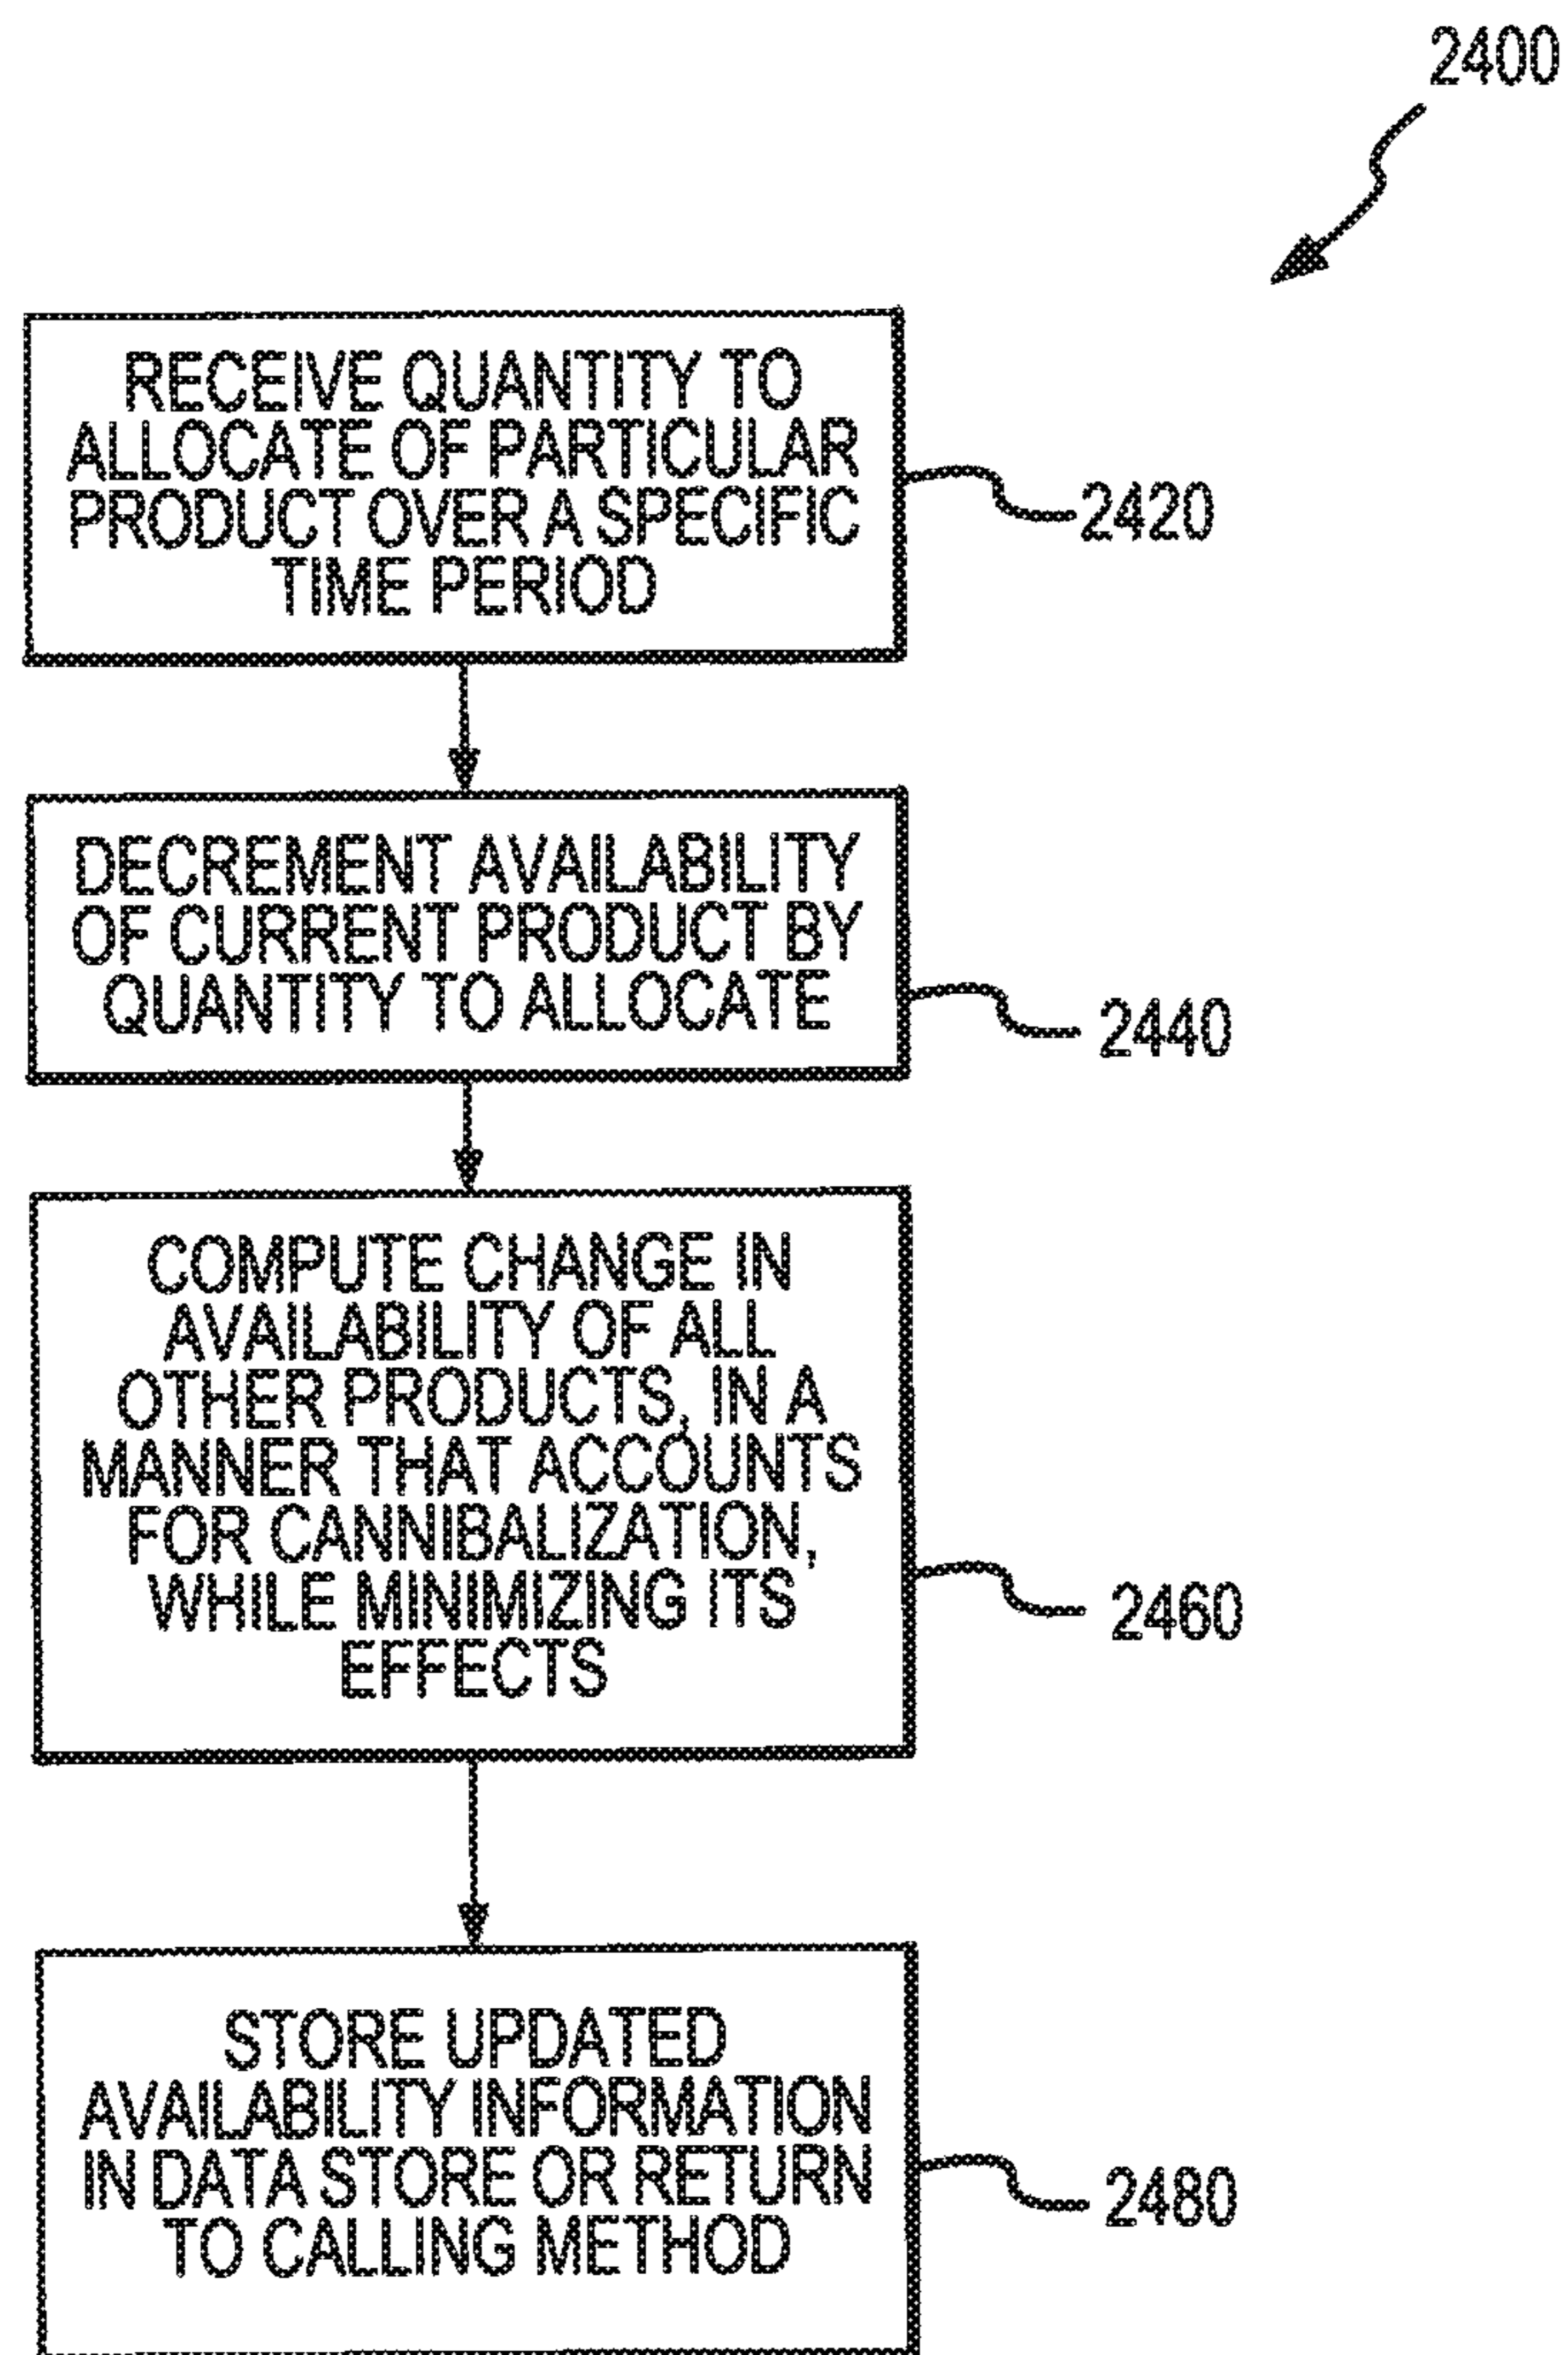 2400
RECEIVE QUANTITY TO
ALLOCATE OF PARTICULAR
PRODUCT OVER A SPECIFIC
TIME PERIOD
2420
DECREMENT AVAILABILITY
OF CURRENT PRODUCT BY
QUANTITY TO ALLOCATE
2440
COMPUTE CHANGE IN
AVAILABILITY OF ALL
OTHER PRODUCTS, IN A
MANNER THAT ACCOUNTS
FOR CANNIBALIZATION,
WHILE MINIMIZING ITS
EFFECTS
2460
STORE UPDATED
AVAILABILITY INFORMATION
IN DATA STORE OR RETURN
TO CALLING METHOD
2480